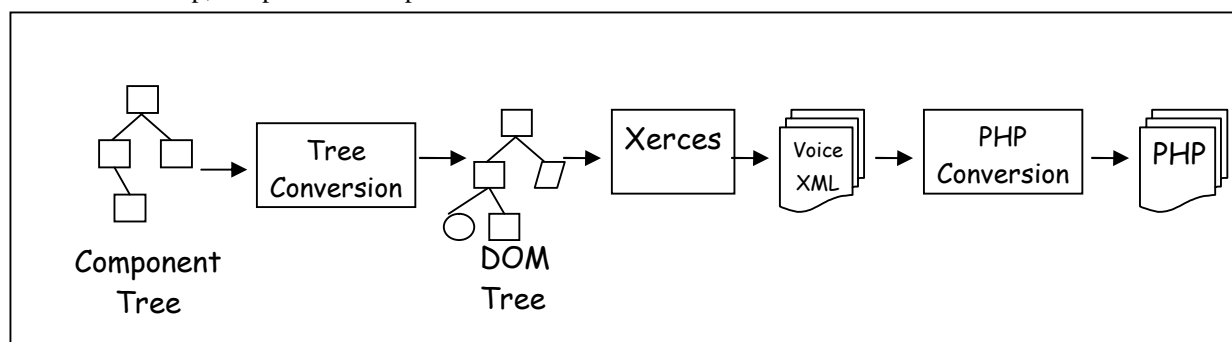 Component
Tree
Tree
Conversion
DOM
Tree
Xerces
Voice
XML
PHP
Conversion
PHP